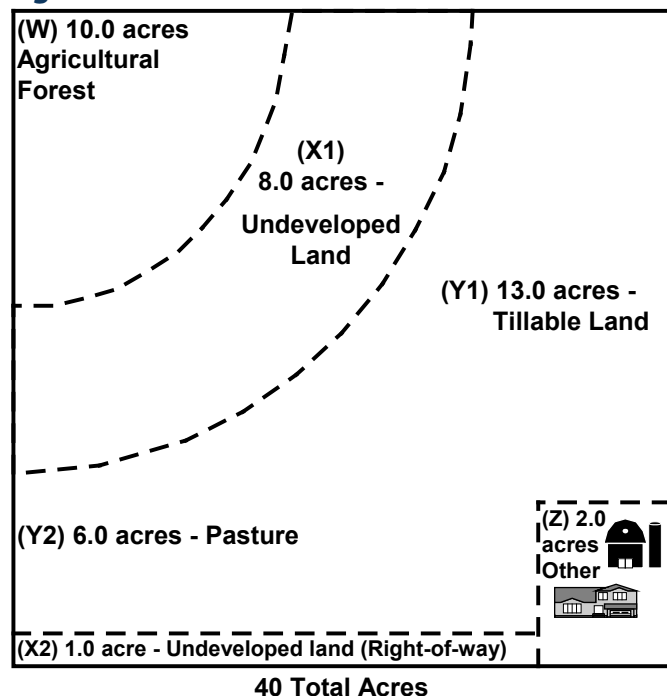 (W) 10.0 acres
Agricultural
Forest
(X1)
8.0 acres -
Undeveloped
Land
(Y1) 13.0 acres -
Tillable Land
(Y2) 6.0 acres - Pasture
(Z) 2.0
acres
Other
(X2) 1.0 acre - Undeveloped land (Right-of-way)
40 Total Acres